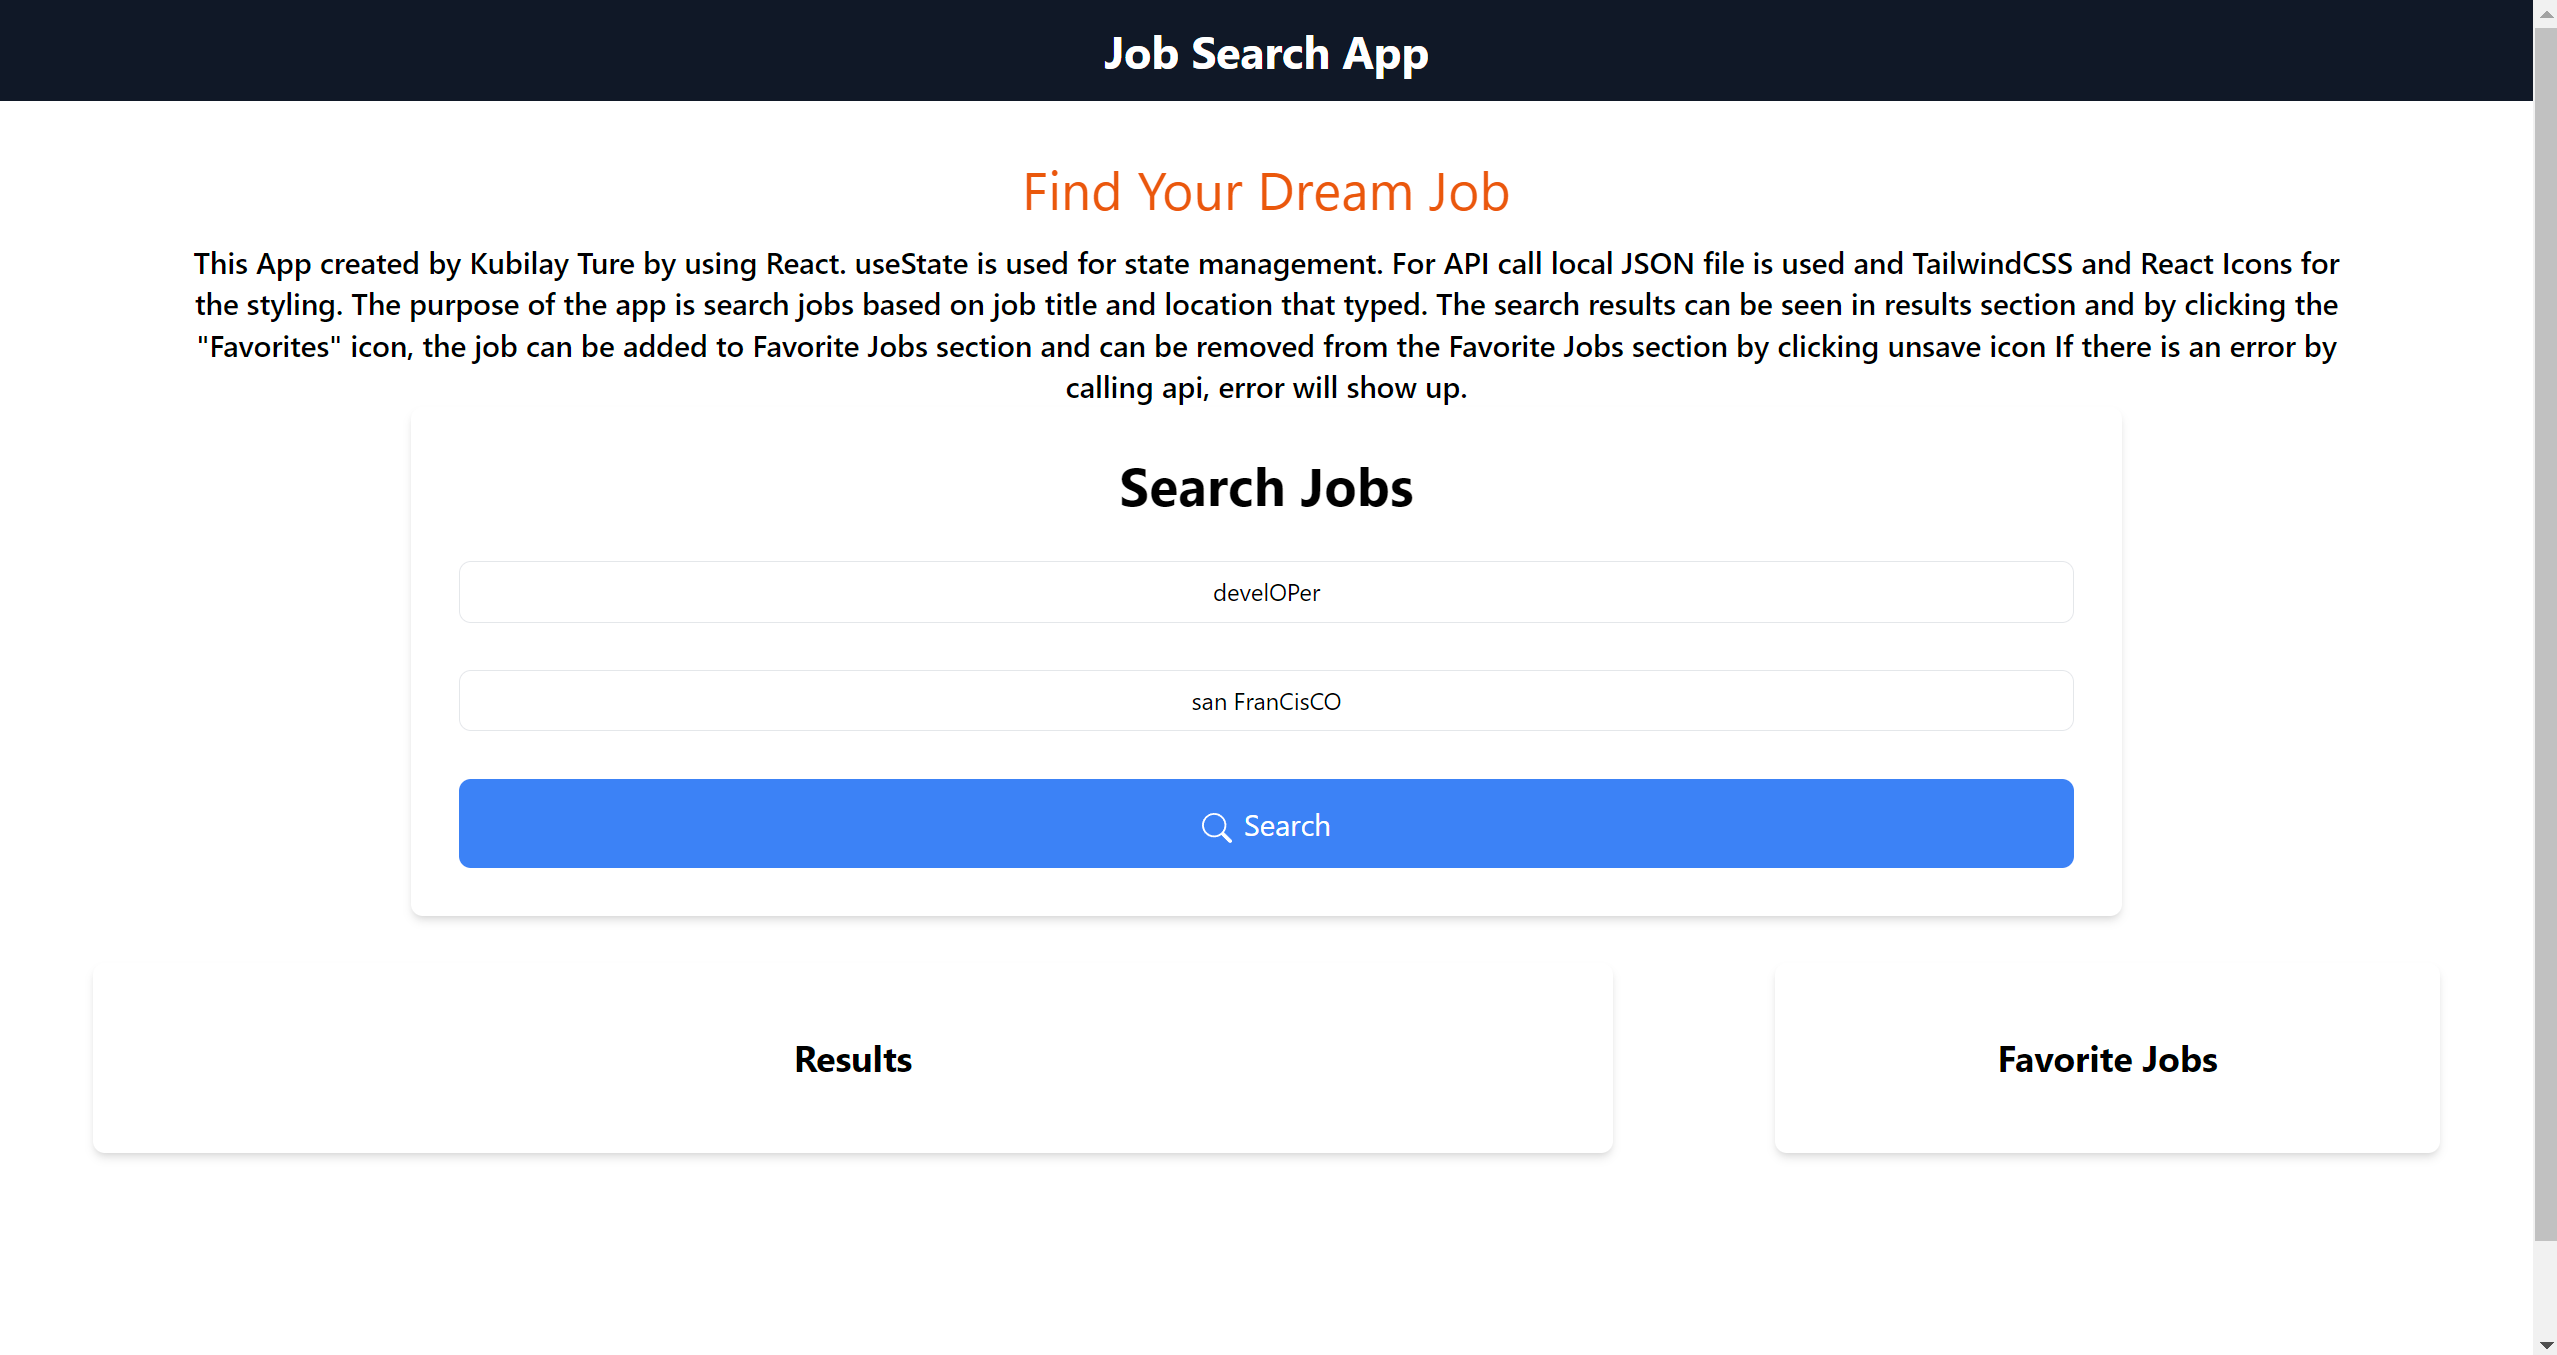 Job Search App
Find Your Dream Job
This App created by Kubilay Ture by using React. useState is used for state management. For API call local JSON file is used and TailwindCSS and React Icons for
the styling. The purpose of the app is search jobs based on job title and location that typed. The search results can be seen in results section and by clicking the
"Favorites" icon, the job can be added to Favorite Jobs section and can be removed from the Favorite Jobs section by clicking unsave icon If there is an error by
calling api, error will show up.
Search Jobs
develOPer
san FranCisCO
Search
Results
Favorite Jobs